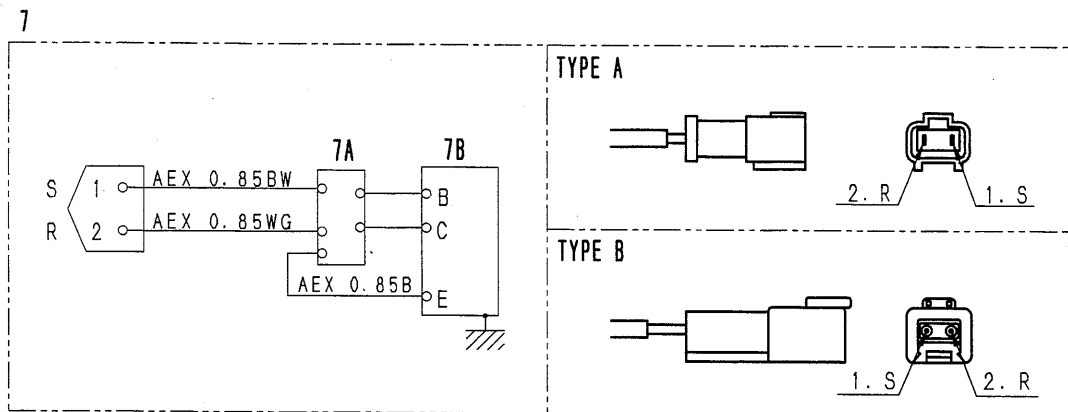 7
TYPE A
7A 7B
S 1 AEX 0.85BW B
R 2 AEX 0.85WG C
AEX 0.85B E
2. R 1. S
TYPE B
1. S 2. R